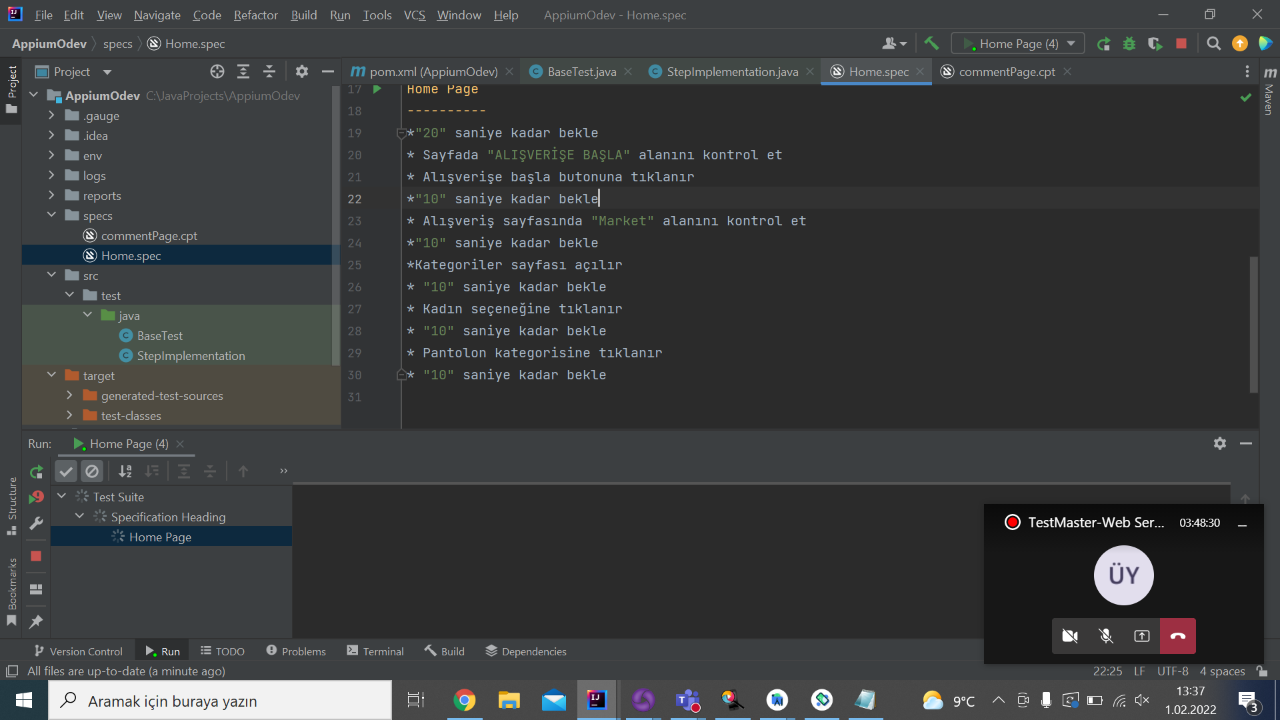 File Edit View Navigate Code Refactor Build Run Tools VCS Window Help AppiumOdev - Home.spec
AppiumOdev specs Home.spec Home Page (4)
Project
pom.xml (AppiumOdev) BaseTest.java StepImplementation.java Home.spec commentPage.cpt
Project
Maven
AppiumOdev C:\JavaProjects\AppiumOdev
.gauge
.idea
env
logs
reports
specs
commentPage.cpt
Home.spec
src
test
java
BaseTest
StepImplementation
target
generated-test-sources
test-classes
17 Home Page
18 ----------
19 *"20" saniye kadar bekle
20 * Sayfada "ALIŞVERİŞE BAŞLA" alanını kontrol et
21 * Alışverişe başla butonuna tıklanır
22 *"10" saniye kadar bekle
23 * Alışveriş sayfasında "Market" alanını kontrol et
24 *"10" saniye kadar bekle
25 *Kategoriler sayfası açılır
26 * "10" saniye kadar bekle
27 * Kadın seçeneğine tıklanır
28 * "10" saniye kadar bekle
29 * Pantolon kategorisine tıklanır
30 * "10" saniye kadar bekle
31
Run: Home Page (4)
Test Suite
Specification Heading
Home Page
Structure
Bookmarks
TestMaster-Web Ser... 03:48:30
ÜY
Version Control Run TODO Problems Terminal Build Dependencies
All files are up-to-date (a minute ago) 22:25 LF UTF-8 4 spaces
Aramak için buraya yazın 9°C 13:37
1.02.2022
3